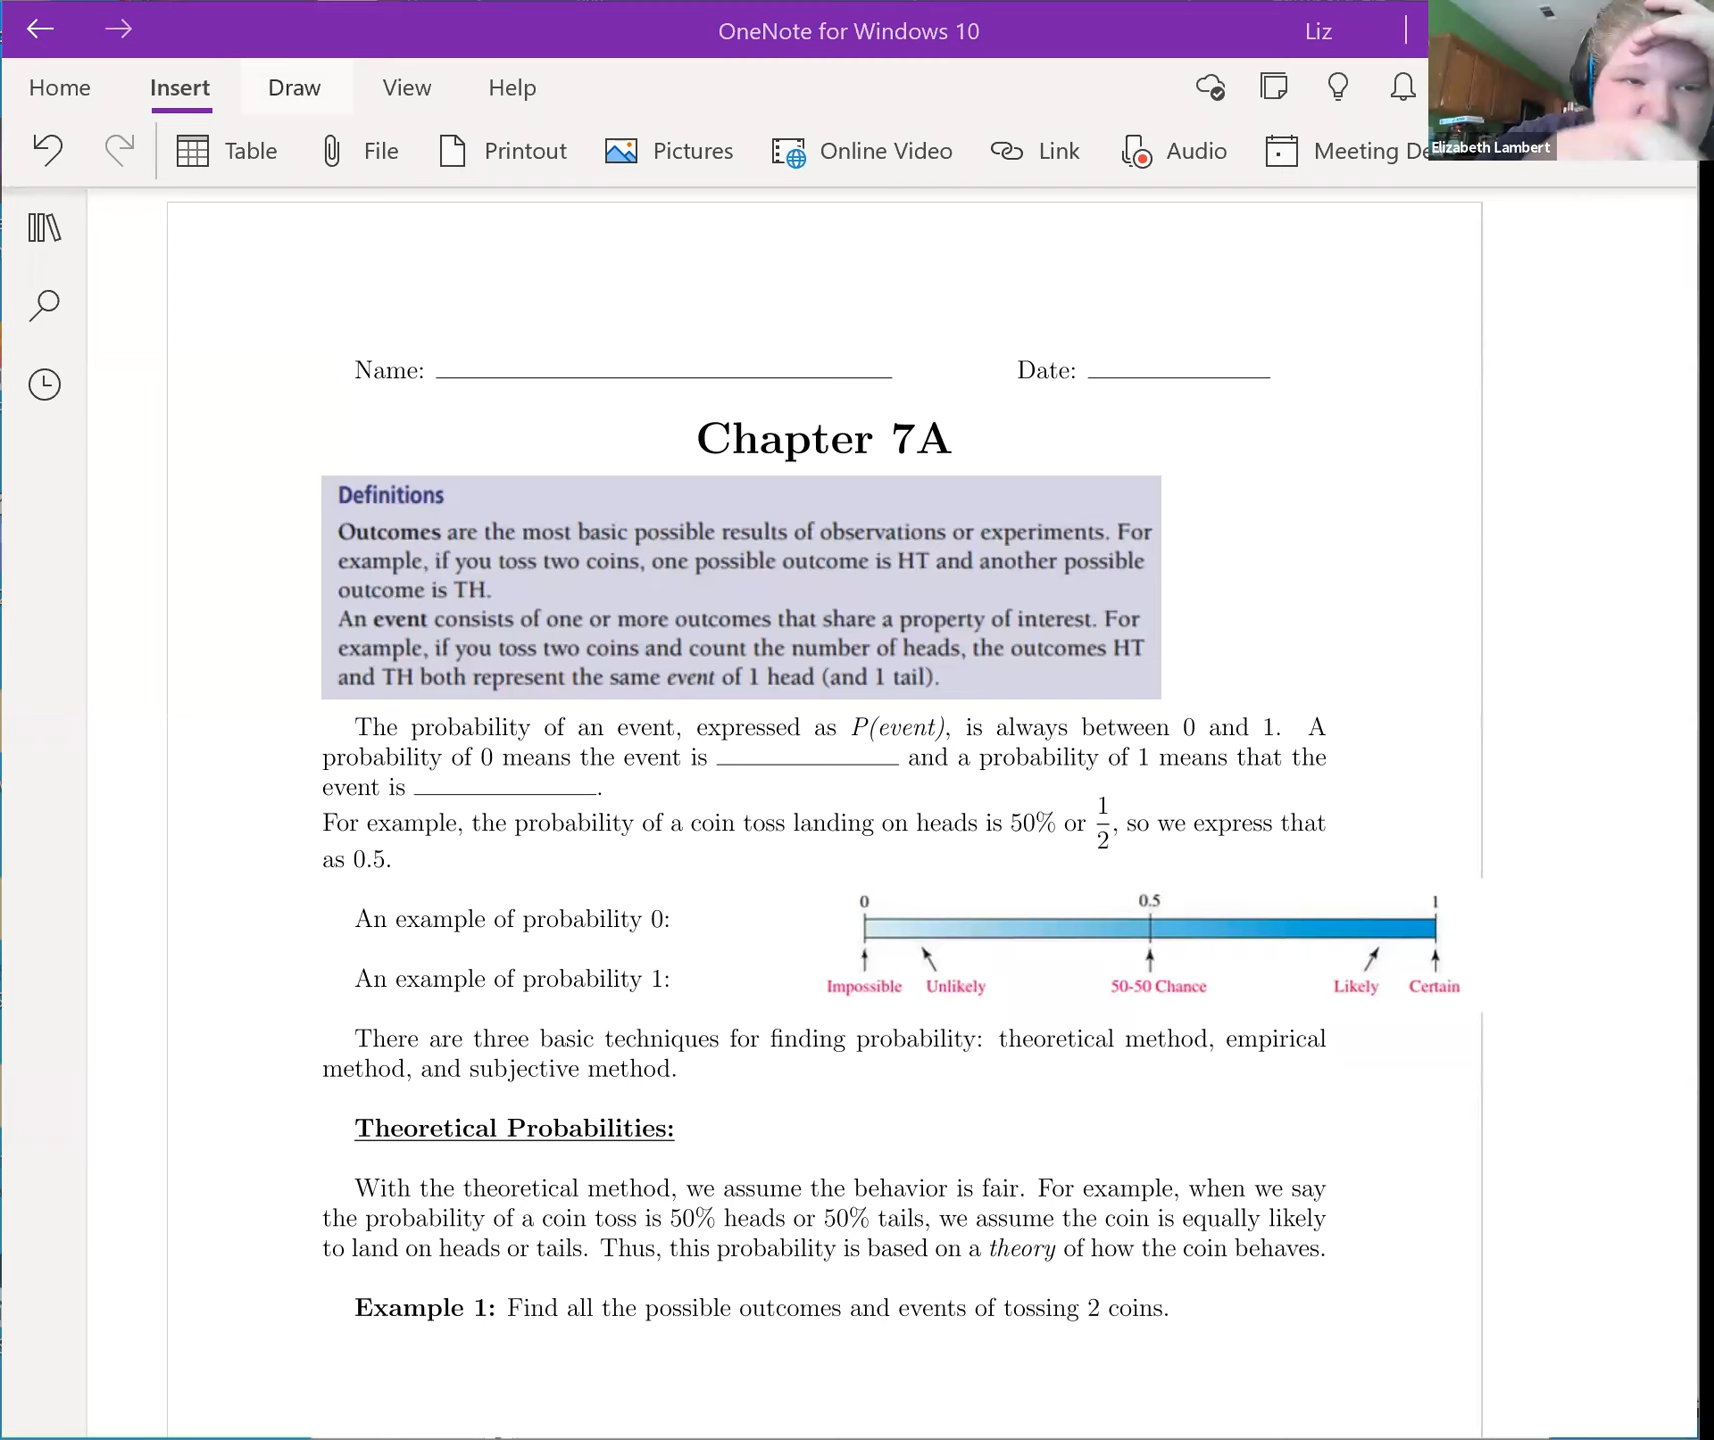 OneNote for Windows 10
Liz
Home Insert Draw View Help
Table File Printout Pictures Online Video Link Audio Meeting De
Elizabeth Lambert
Name: Date:
Chapter 7A
Definitions
Outcomes are the most basic possible results of observations or experiments. For
example, if you toss two coins, one possible outcome is HT and another possible
outcome is TH.
An event consists of one or more outcomes that share a property of interest. For
example, if you toss two coins and count the number of heads, the outcomes HT
and TH both represent the same event of 1 head (and 1 tail).
The probability of an event, expressed as P(event), is always between 0 and 1. A
probability of 0 means the event is ______ and a probability of 1 means that the
event is ______.
For example, the probability of a coin toss landing on heads is 50% or 1/2, so we express that
as 0.5.
0 0.5 1
An example of probability 0:
An example of probability 1:
Impossible Unlikely 50-50 Chance Likely Certain
There are three basic techniques for finding probability: theoretical method, empirical
method, and subjective method.
Theoretical Probabilities:
With the theoretical method, we assume the behavior is fair. For example, when we say
the probability of a coin toss is 50% heads or 50% tails, we assume the coin is equally likely
to land on heads or tails. Thus, this probability is based on a theory of how the coin behaves.
Example 1: Find all the possible outcomes and events of tossing 2 coins.